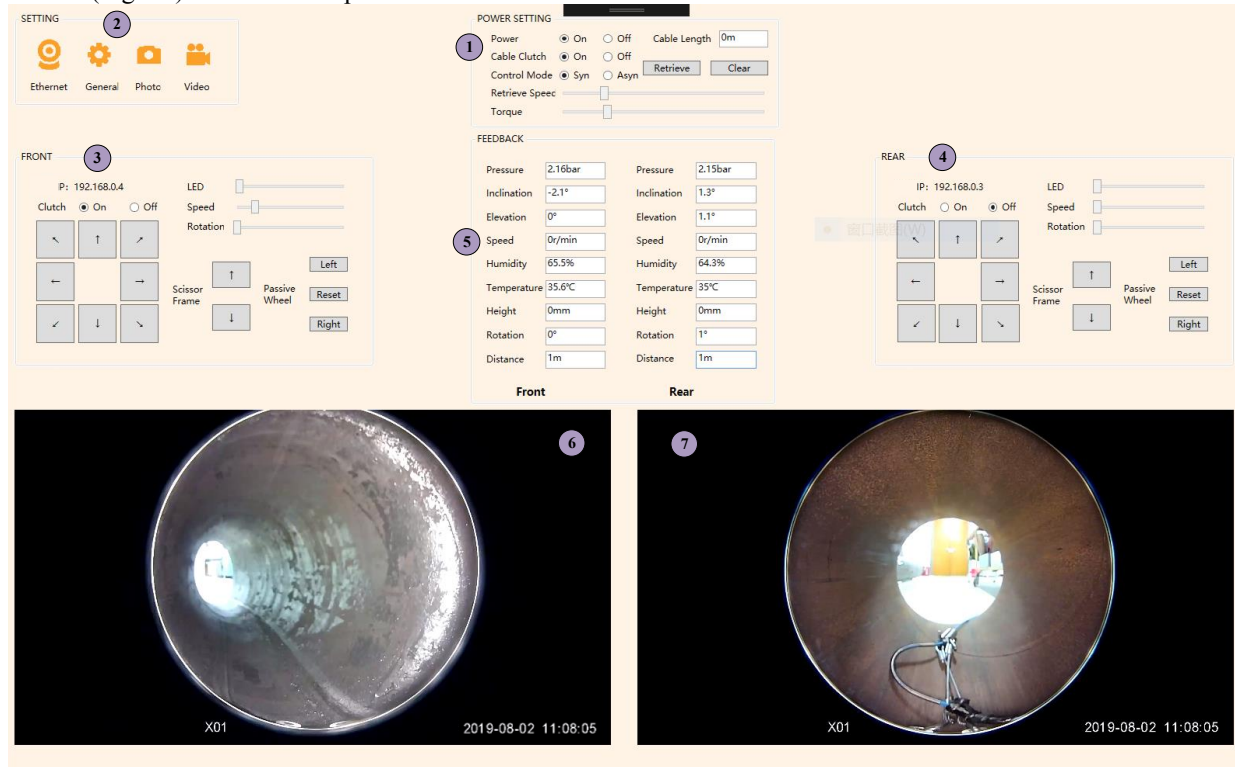 SETTING
2
Ethernet General Photo Video
POWER SETTING
1
Power On Off Cable Length 0m
Cable Clutch On Off
Control Mode Syn Asyn Retrieve Clear
Retrieve Speed
Torque
FRONT
3
IP: 192.168.0.4 LED
Clutch On Off Speed
Rotation
↖ ↑ ↗
← →
↙ ↓ ↘
Scissor
Frame
↑
↓
Passive
Wheel
Left
Reset
Right
FEEDBACK
5
Pressure 2.16bar Pressure 2.15bar
Inclination -2.1° Inclination 1.3°
Elevation 0° Elevation 1.1°
Speed 0r/min Speed 0r/min
Humidity 65.5% Humidity 64.3%
Temperature 35.6℃ Temperature 35℃
Height 0mm Height 0mm
Rotation 0° Rotation 1°
Distance 1m Distance 1m
Front Rear
REAR
4
IP: 192.168.0.3 LED
Clutch On Off Speed
Rotation
↖ ↑ ↗
← →
↙ ↓ ↘
Scissor
Frame
↑
↓
Passive
Wheel
Left
Reset
Right
6
X01 2019-08-02 11:08:05
7
X01 2019-08-02 11:08:05